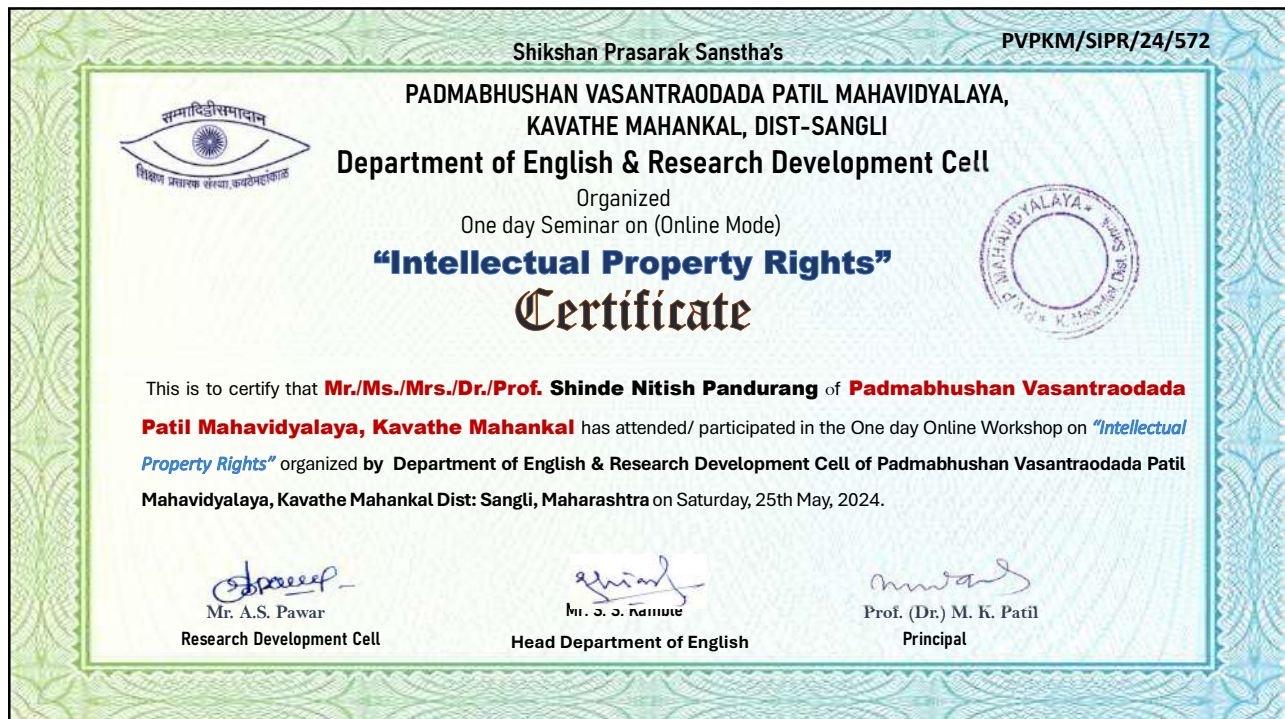 PVPKM/SIPR/24/572
Shikshan Prasarak Sanstha's
PADMABHUSHAN VASANTRAODADA PATIL MAHAVIDYALAYA,
KAVATHE MAHANKAL, DIST-SANGLI
सम्मादिट्ठीसमादान
शिक्षण प्रसारक संस्था,कवठेमहांकाळ
Department of English & Research Development Cell
Organized
One day Seminar on (Online Mode)
“Intellectual Property Rights”
Certificate
P.V.P. MAHAVIDYALAYA
This is to certify that Mr./Ms./Mrs./Dr./Prof. Shinde Nitish Pandurang of Padmabhushan Vasantraodada
Patil Mahavidyalaya, Kavathe Mahankal has attended/ participated in the One day Online Workshop on “Intellectual
Property Rights” organized by Department of English & Research Development Cell of Padmabhushan Vasantraodada Patil
Mahavidyalaya, Kavathe Mahankal Dist: Sangli, Maharashtra on Saturday, 25th May, 2024.
Mr. A.S. Pawar
Mr. S. S. Kamble
Prof. (Dr.) M. K. Patil
Research Development Cell
Head Department of English
Principal